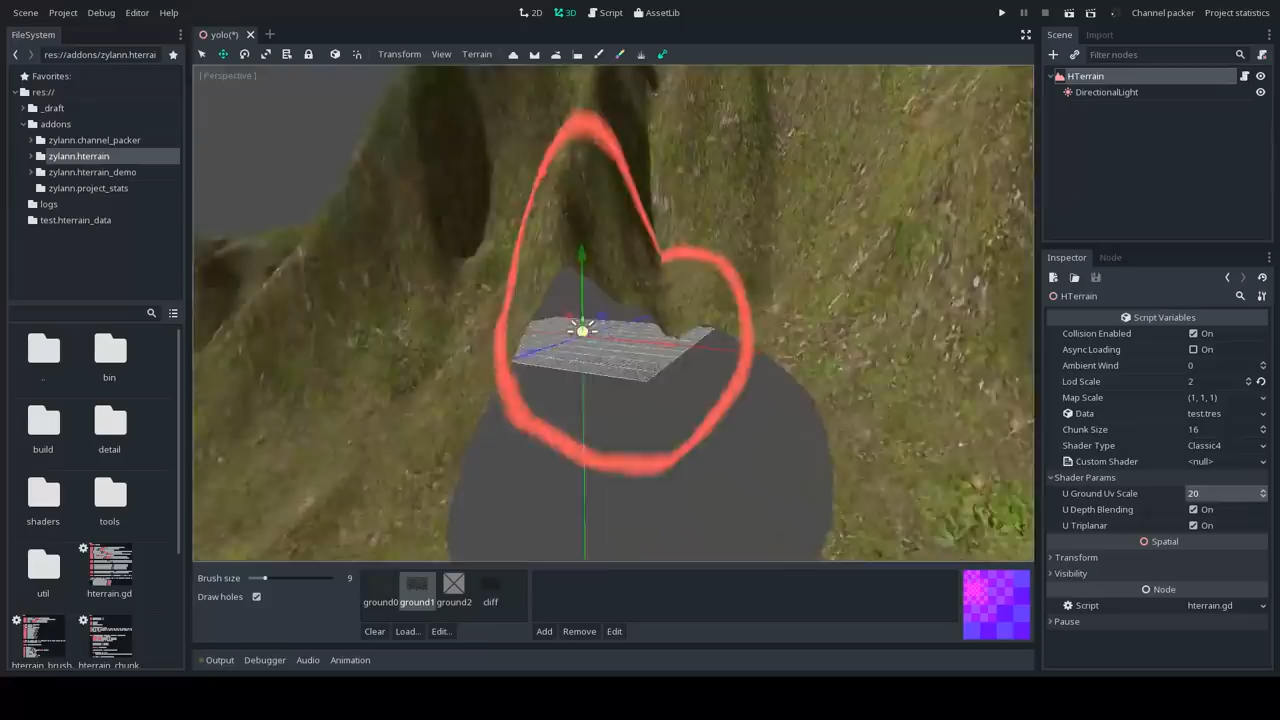 Scene Project Debug Editor Help
2D 3D Script AssetLib
Channel packer Project statistics
FileSystem
res://addons/zylann.hterrai
Favorites:
res://
_draft
addons
zylann.channel_packer
zylann.hterrain
zylann.hterrain_demo
zylann.project_stats
logs
test.hterrain_data
..
bin
build
detail
shaders
tools
util
hterrain.gd
hterrain_brush.
hterrain_chunk
yolo(*)
Transform View Terrain
[ Perspective ]
Brush size 9
Draw holes
ground0 ground1 ground2 cliff
Clear Load... Edit...
Add Remove Edit
Output Debugger Audio Animation
Scene Import
Filter nodes
HTerrain
DirectionalLight
Inspector Node
HTerrain
Script Variables
Collision Enabled On
Async Loading On
Ambient Wind 0
Lod Scale 2
Map Scale (1, 1, 1)
Data test.tres
Chunk Size 16
Shader Type Classic4
Custom Shader <null>
Shader Params
U Ground Uv Scale 20
U Depth Blending On
U Triplanar On
Spatial
Transform
Visibility
Node
Script hterrain.gd
Pause